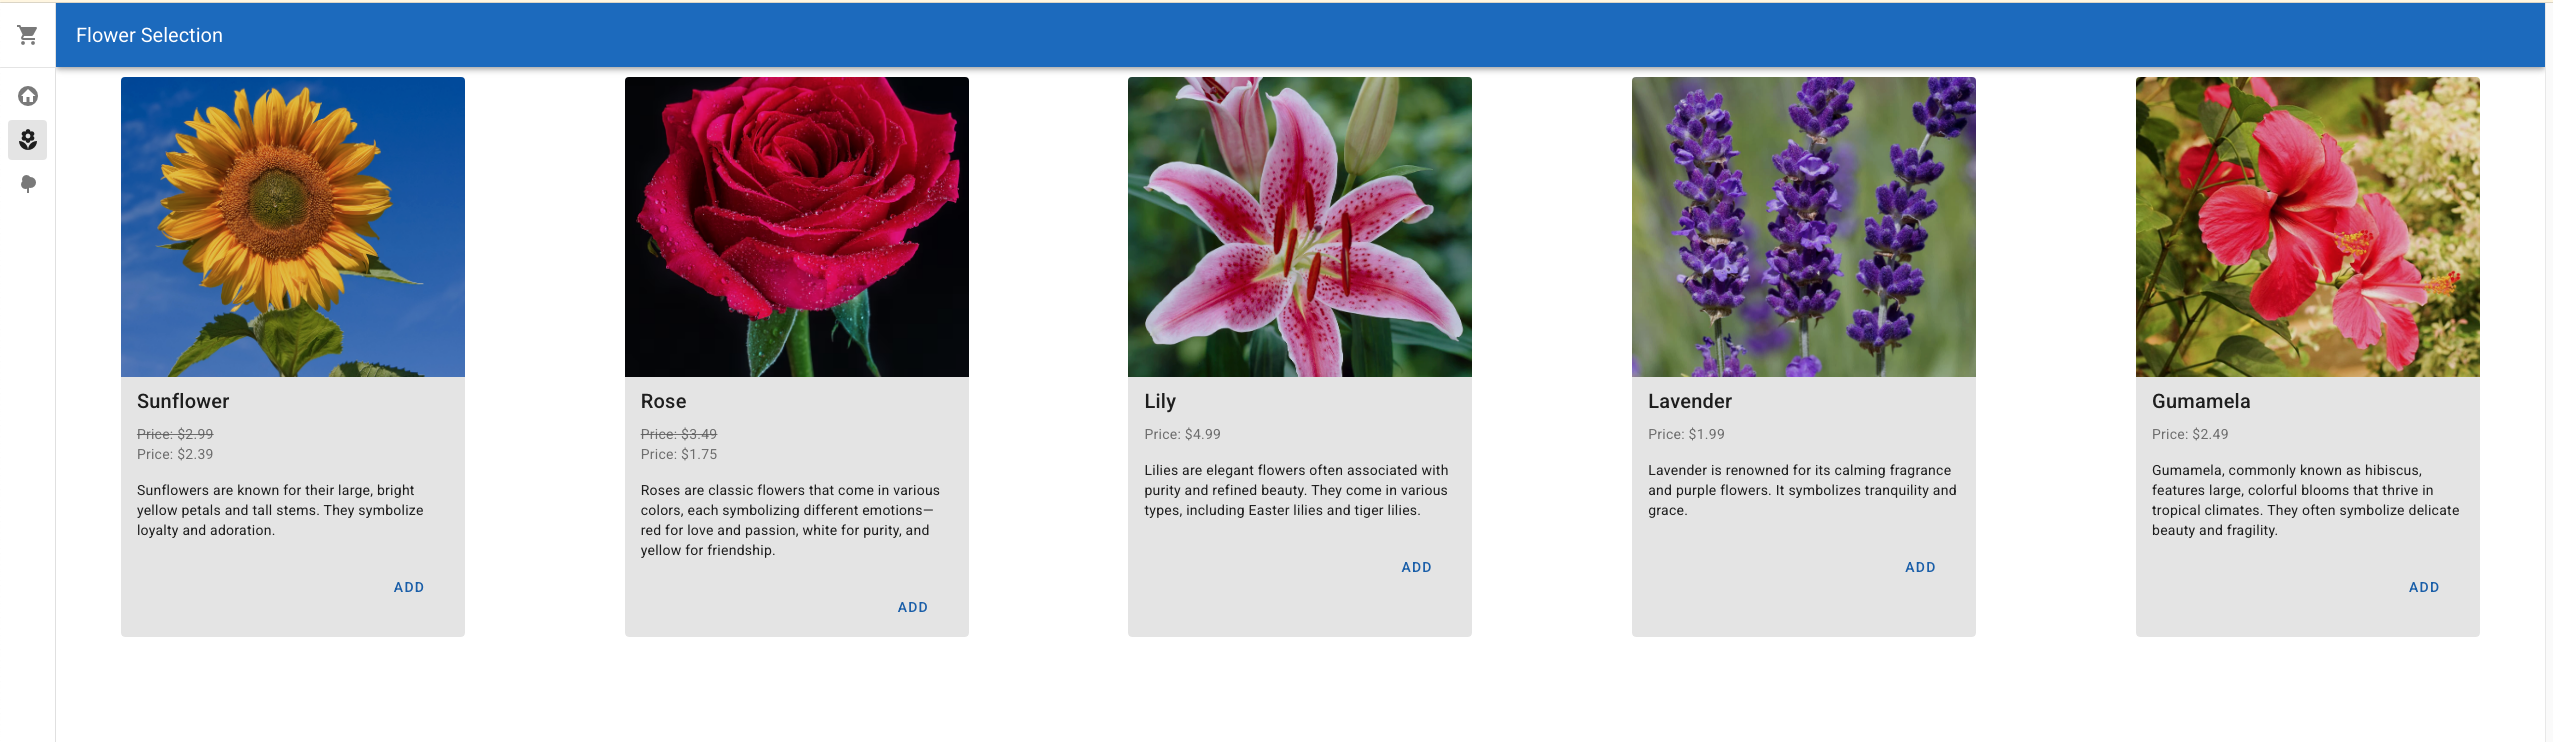 Flower Selection
Sunflower
Price: $2.99
Price: $2.39
Sunflowers are known for their large, bright
yellow petals and tall stems. They symbolize
loyalty and adoration.
ADD
Rose
Price: $3.49
Price: $1.75
Roses are classic flowers that come in various
colors, each symbolizing different emotions—
red for love and passion, white for purity, and
yellow for friendship.
ADD
Lily
Price: $4.99
Lilies are elegant flowers often associated with
purity and refined beauty. They come in various
types, including Easter lilies and tiger lilies.
ADD
Lavender
Price: $1.99
Lavender is renowned for its calming fragrance
and purple flowers. It symbolizes tranquility and
grace.
ADD
Gumamela
Price: $2.49
Gumamela, commonly known as hibiscus,
features large, colorful blooms that thrive in
tropical climates. They often symbolize delicate
beauty and fragility.
ADD